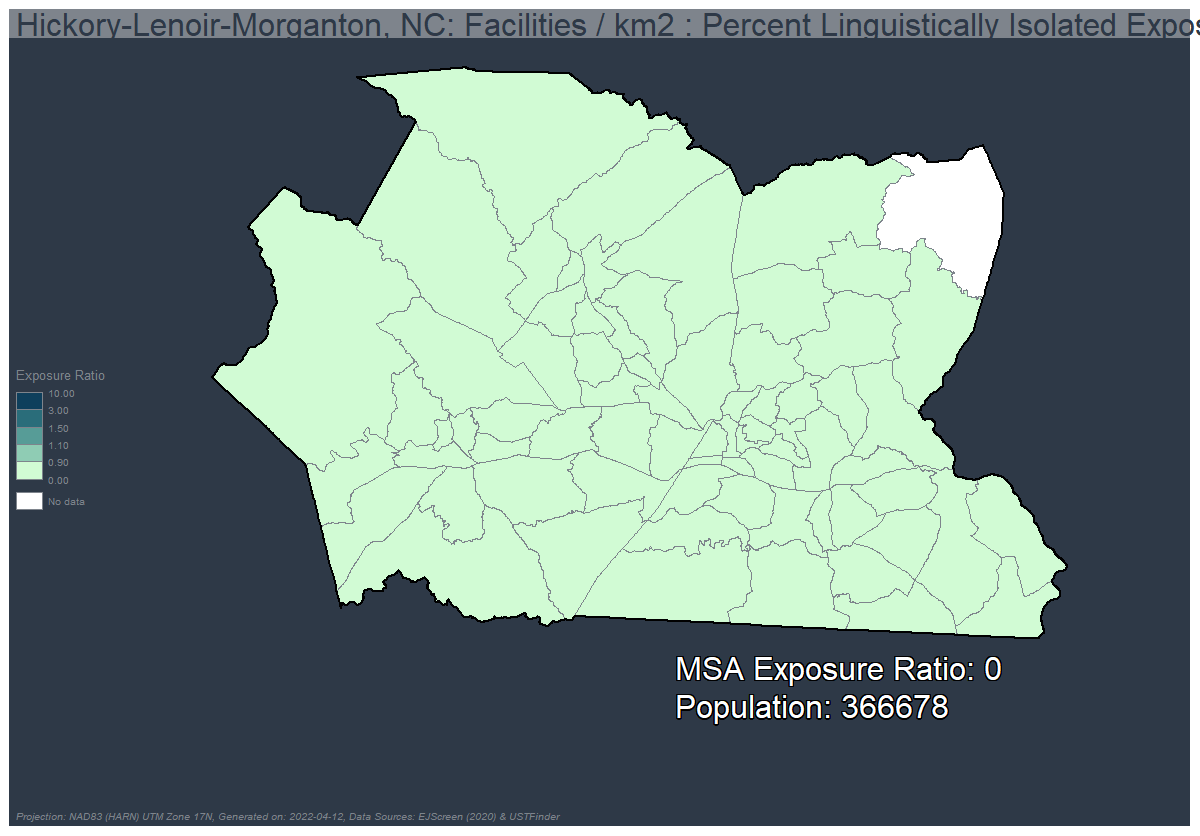 Hickory-Lenoir-Morganton, NC: Facilities / km2 : Percent Linguistically Isolated Expos
Exposure Ratio
10.00
3.00
1.50
1.10
0.90
0.00
No data
MSA Exposure Ratio: 0
Population: 366678
Projection: NAD83 (HARN) UTM Zone 17N, Generated on: 2022-04-12, Data Sources: EJScreen (2020) & USTFinder